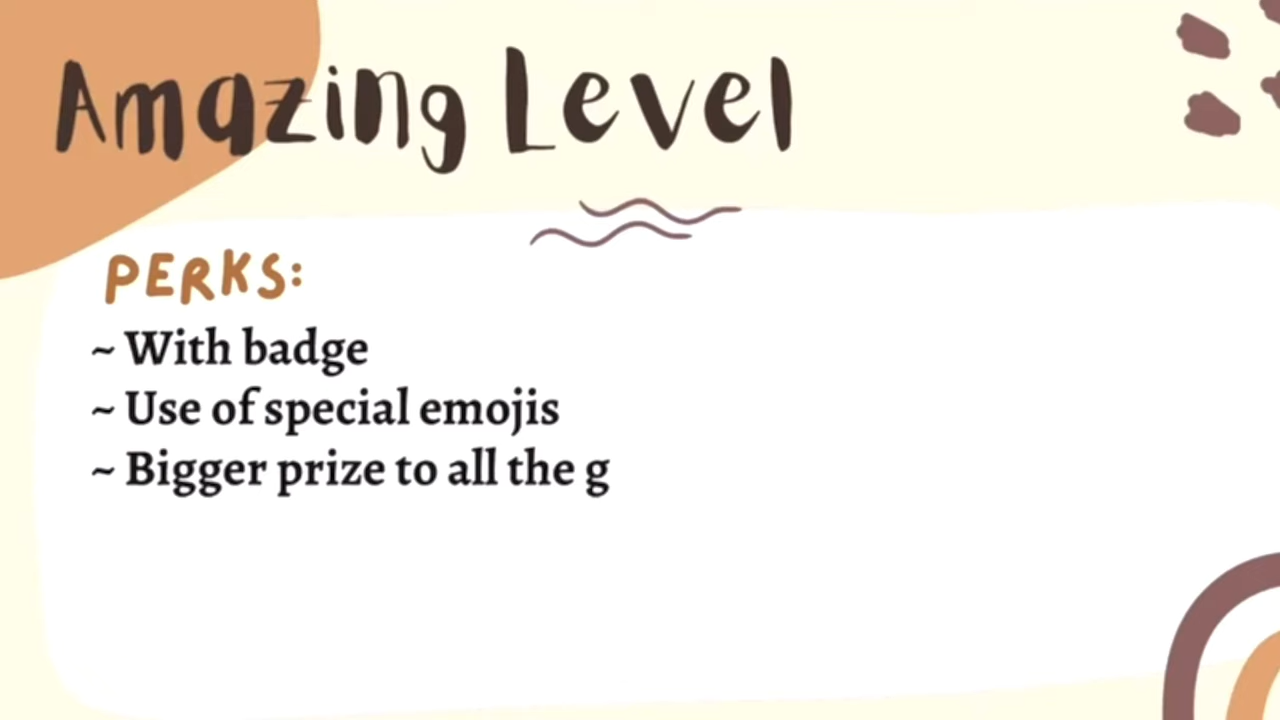 Amazing Level
PERKS:
~ With badge
~ Use of special emojis
~ Bigger prize to all the g